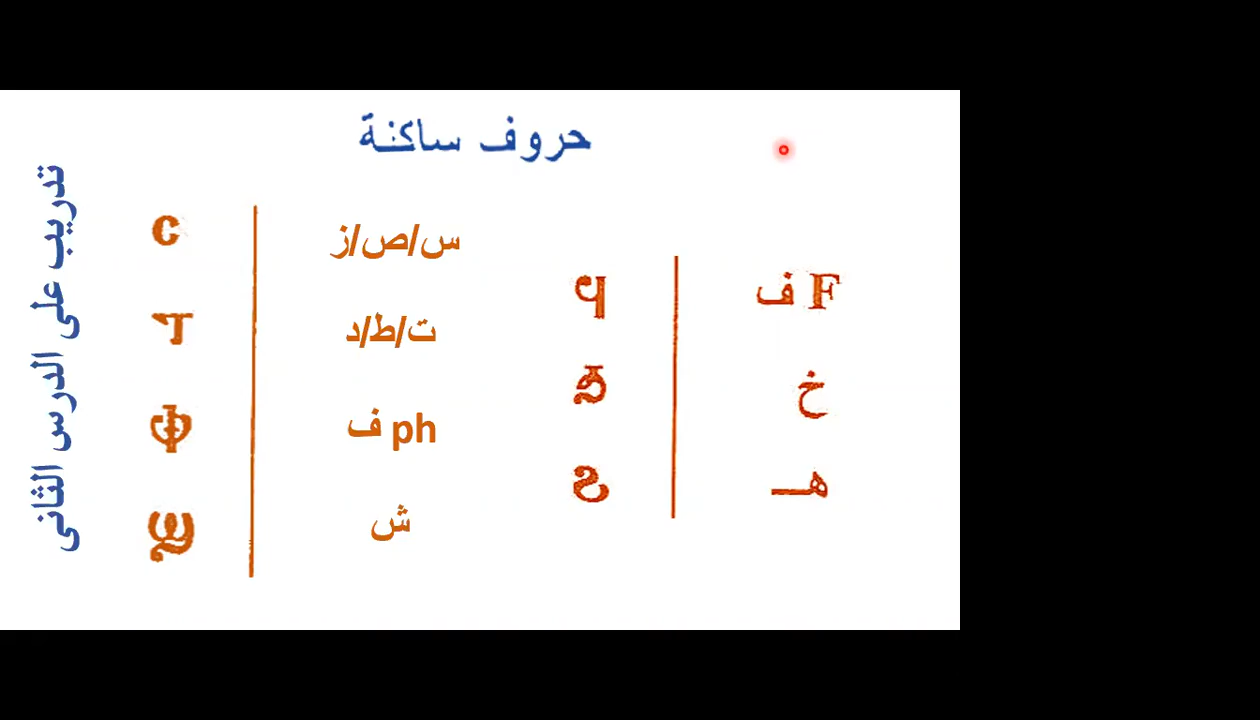 حروف ساكنة
تدريب على الدرس الثانى
ⲥ س/ص/ز
ⲧ ت/ط/د
ⲫ ph ف
ϣ ش
ϥ F ف
ϧ خ
ϩ هـ